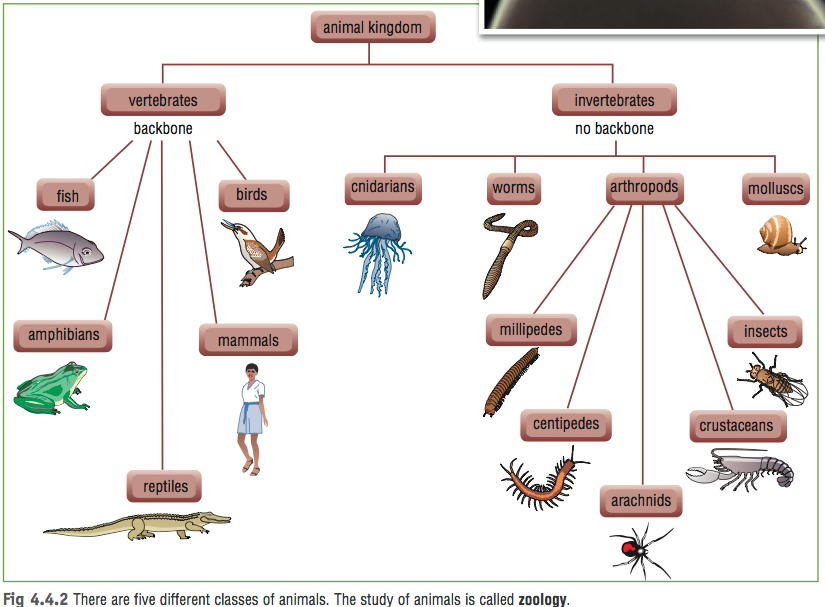 animal kingdom
vertebrates
invertebrates
backbone
no backbone
fish
birds
cnidarians
worms
arthropods
molluscs
amphibians
mammals
millipedes
insects
centipedes
crustaceans
reptiles
arachnids
Fig 4.4.2 There are five different classes of animals. The study of animals is called zoology.